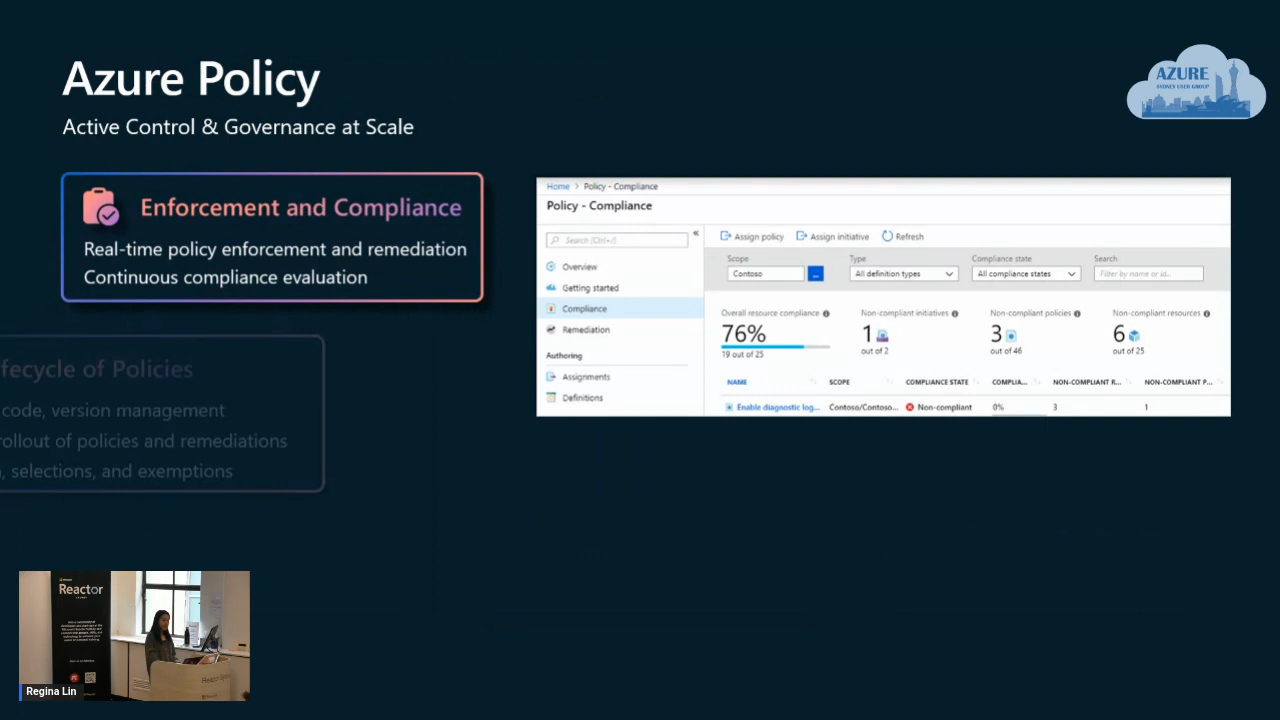 Azure Policy
Active Control & Governance at Scale
AZURE
SYDNEY USER GROUP
Enforcement and Compliance
Real-time policy enforcement and remediation
Continuous compliance evaluation
fecycle of Policies
code, version management
rollout of policies and remediations
, selections, and exemptions
Home > Policy - Compliance
Policy - Compliance
Search (Ctrl+/)
Overview
Getting started
Compliance
Remediation
Authoring
Assignments
Definitions
Assign policy Assign initiative Refresh
Scope Type Compliance state Search
Contoso ... All definition types All compliance states Filter by name or id...
Overall resource compliance Non-compliant initiatives Non-compliant policies Non-compliant resources
76% 1 3 6
19 out of 25 out of 2 out of 46 out of 25
NAME SCOPE COMPLIANCE STATE COMPLIA... NON-COMPLIANT R... NON-COMPLIANT P...
Enable diagnostic log... Contoso/Contoso... Non-compliant 0% 3 1
Reactor
Regina Lin